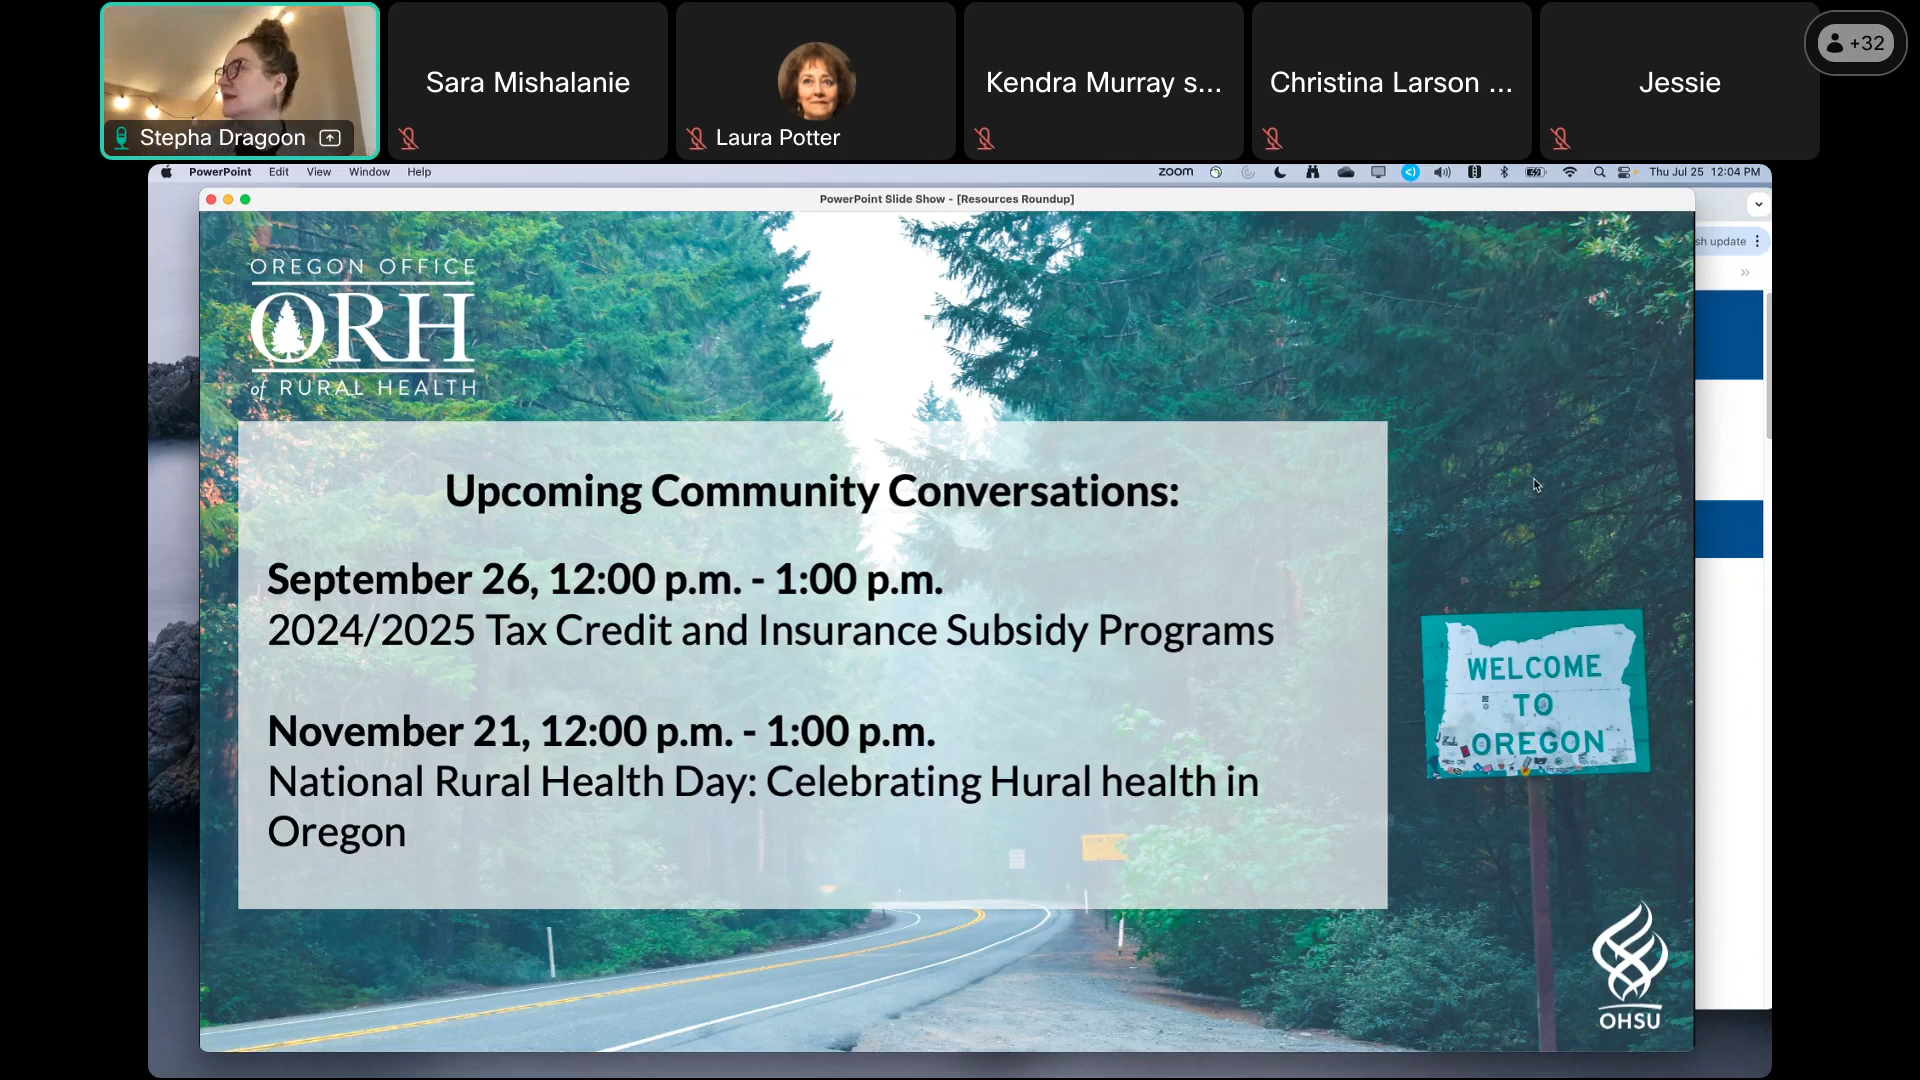 Stepha Dragoon
Sara Mishalanie
Laura Potter
Kendra Murray s...
Christina Larson ...
Jessie
+32
PowerPoint Edit View Window Help
zoom
Thu Jul 25 12:04 PM
PowerPoint Slide Show - [Resources Roundup]
sh update
OREGON OFFICE
ORH
of RURAL HEALTH
Upcoming Community Conversations:
September 26, 12:00 p.m. - 1:00 p.m.
2024/2025 Tax Credit and Insurance Subsidy Programs
November 21, 12:00 p.m. - 1:00 p.m.
National Rural Health Day: Celebrating Hural health in
Oregon
WELCOME
TO
OREGON
OHSU